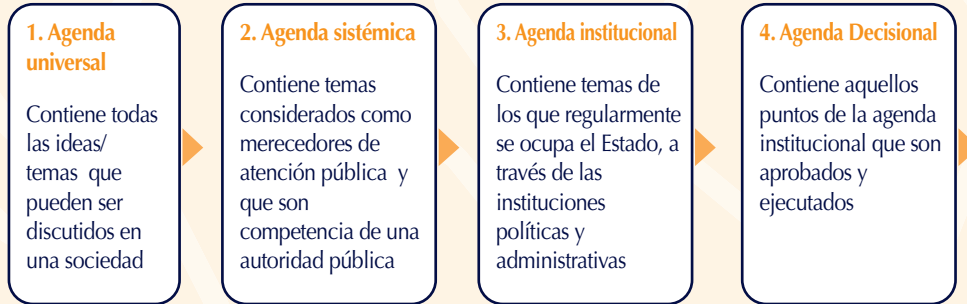 1. Agenda
universal
Contiene todas
las ideas/
temas que
pueden ser
discutidos en
una sociedad
2. Agenda sistémica
Contiene temas
considerados como
merecedores de
atención pública y
que son
competencia de una
autoridad pública
3. Agenda institucional
Contiene temas de
los que regularmente
se ocupa el Estado, a
través de las
instituciones
políticas y
administrativas
4. Agenda Decisional
Contiene aquellos
puntos de la agenda
institucional que son
aprobados y
ejecutados